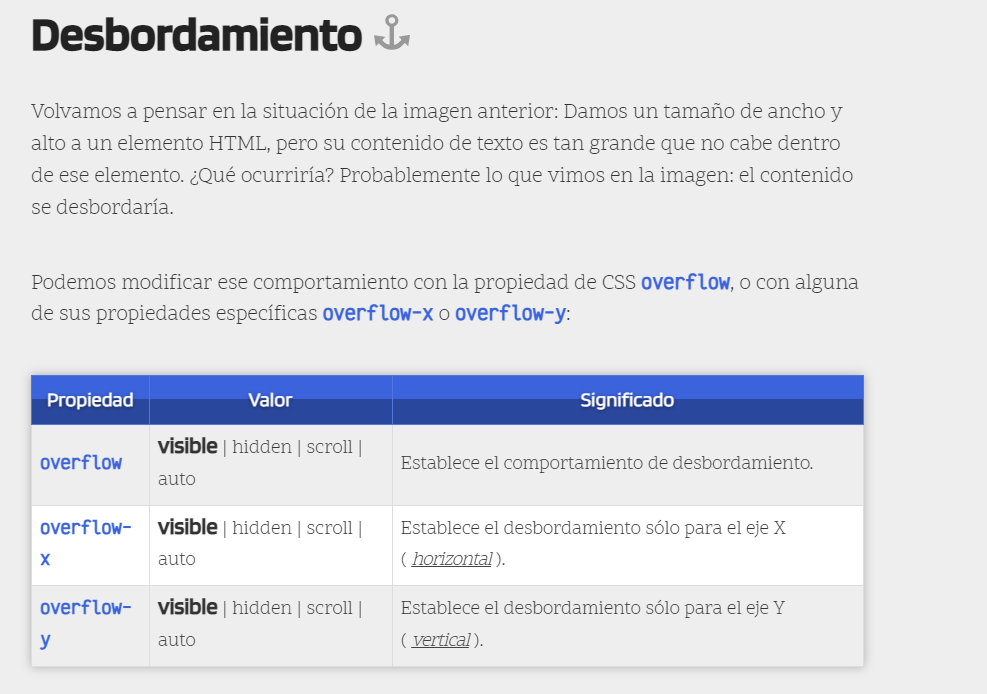 Desbordamiento
Volvamos a pensar en la situación de la imagen anterior: Damos un tamaño de ancho y
alto a un elemento HTML, pero su contenido de texto es tan grande que no cabe dentro
de ese elemento. ¿Qué ocurriría? Probablemente lo que vimos en la imagen: el contenido
se desbordaría.
Podemos modificar ese comportamiento con la propiedad de CSS overflow, o con alguna
de sus propiedades específicas overflow-x o overflow-y:
Propiedad Valor Significado
overflow
visible | hidden | scroll |
auto
Establece el comportamiento de desbordamiento.
overflow-
x
visible | hidden | scroll |
auto
Establece el desbordamiento sólo para el eje X
( horizontal ).
overflow-
y
visible | hidden | scroll |
auto
Establece el desbordamiento sólo para el eje Y
( vertical ).